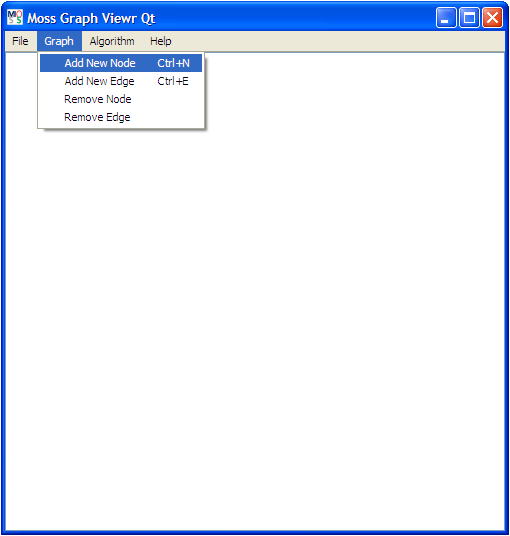 Moss Graph Viewr Qt
File Graph Algorithm Help
Add New Node Ctrl+N
Add New Edge Ctrl+E
Remove Node
Remove Edge